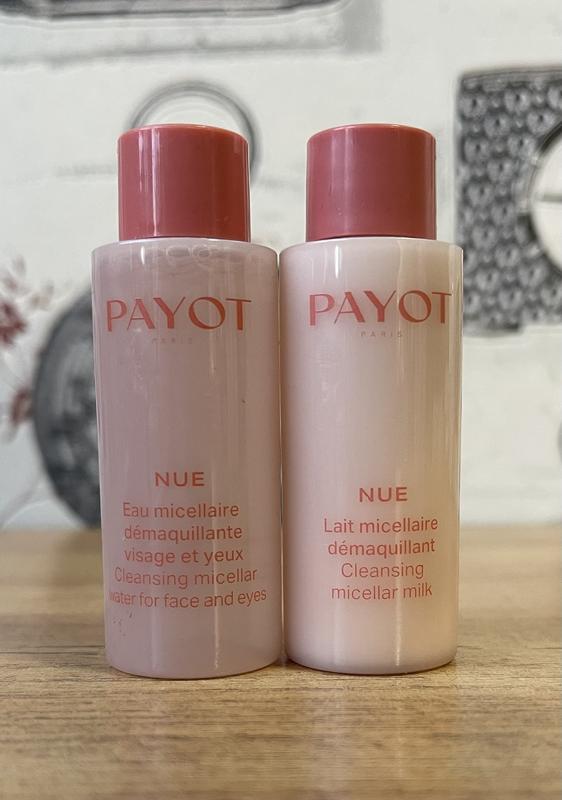 PAYOT
PARIS
NUE
Eau micellaire
démaquillante
visage et yeux
Cleansing micellar
water for face and eyes
PAYOT
PARIS
NUE
Lait micellaire
démaquillant
Cleansing
micellar milk